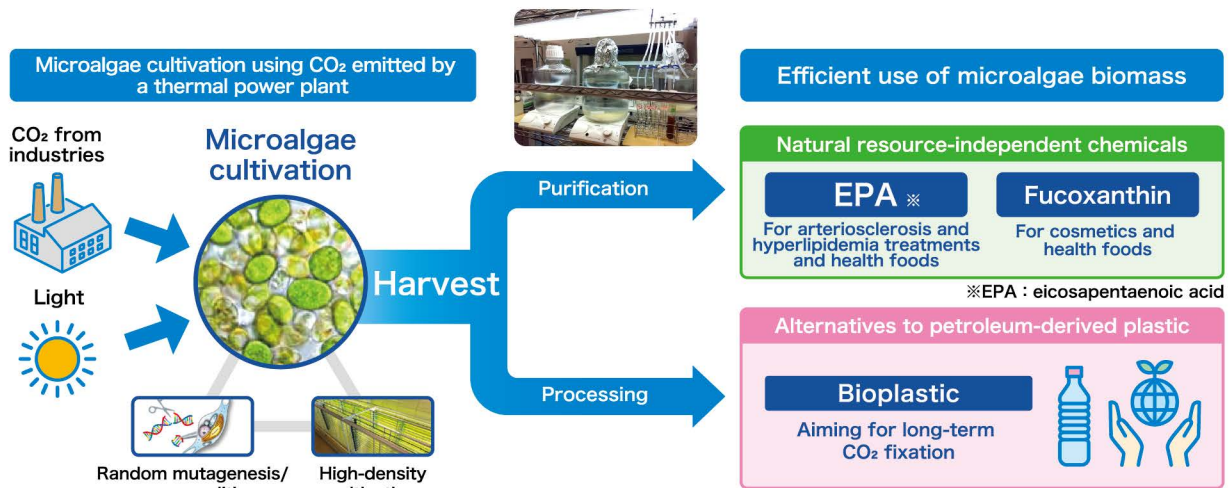 Microalgae cultivation using CO₂ emitted by
a thermal power plant
CO₂ from
industries
Light
Microalgae
cultivation
Harvest
Random mutagenesis/
High-density
Purification
Processing
Efficient use of microalgae biomass
Natural resource-independent chemicals
EPA ※
For arteriosclerosis and
hyperlipidemia treatments
and health foods
Fucoxanthin
For cosmetics and
health foods
※EPA：eicosapentaenoic acid
Alternatives to petroleum-derived plastic
Bioplastic
Aiming for long-term
CO₂ fixation